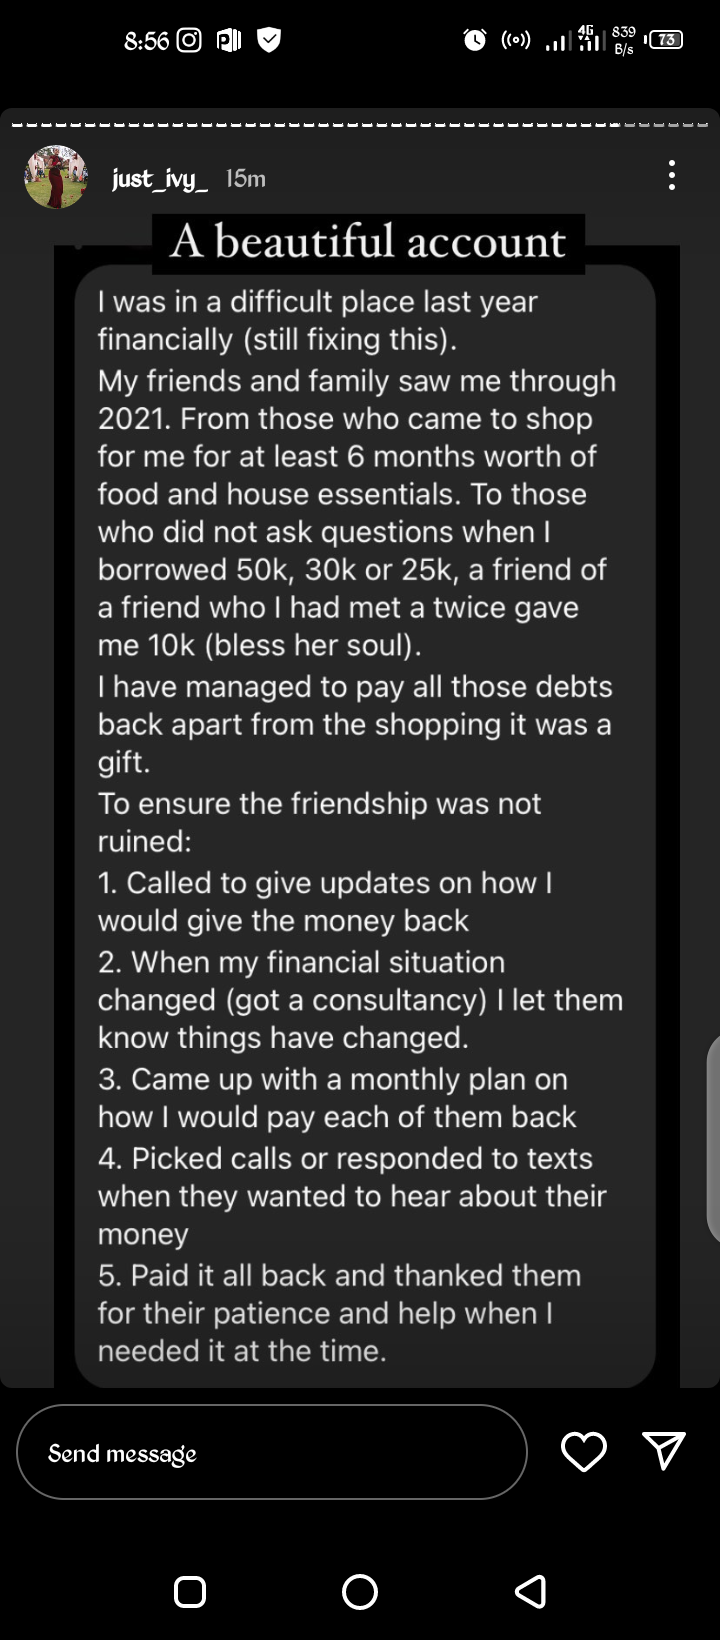 8:56
4G
839
B/s
73
just_ivy_ 15m
A beautiful account
I was in a difficult place last year
financially (still fixing this).
My friends and family saw me through
2021. From those who came to shop
for me for at least 6 months worth of
food and house essentials. To those
who did not ask questions when I
borrowed 50k, 30k or 25k, a friend of
a friend who I had met a twice gave
me 10k (bless her soul).
I have managed to pay all those debts
back apart from the shopping it was a
gift.
To ensure the friendship was not
ruined:
1. Called to give updates on how I
would give the money back
2. When my financial situation
changed (got a consultancy) I let them
know things have changed.
3. Came up with a monthly plan on
how I would pay each of them back
4. Picked calls or responded to texts
when they wanted to hear about their
money
5. Paid it all back and thanked them
for their patience and help when I
needed it at the time.
Send message